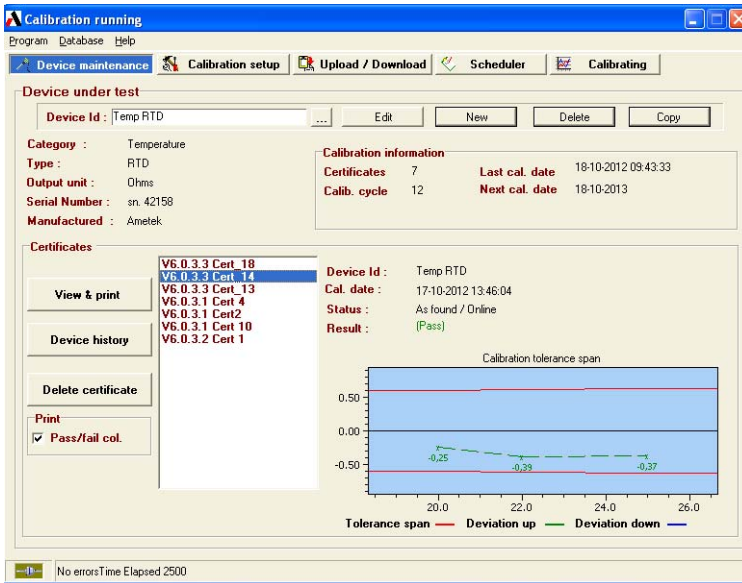 Calibration running
Program Database Help
Device maintenance Calibration setup Upload / Download Scheduler Calibrating
Device under test
Device Id : Temp RTD ... Edit New Delete Copy
Category : Temperature
Type : RTD
Output unit : Ohms
Serial Number : sn. 42158
Manufactured : Ametek
Calibration information
Certificates 7 Last cal. date 18-10-2012 09:43:33
Calib. cycle 12 Next cal. date 18-10-2013
Certificates
View & print
Device history
Delete certificate
Print
Pass/fail col.
V6.0.3.3 Cert_18
V6.0.3.3 Cert_14
V6.0.3.3 Cert_13
V6.0.3.1 Cert 4
V6.0.3.1 Cert2
V6.0.3.1 Cert 10
V6.0.3.2 Cert 1
Device Id : Temp RTD
Cal. date : 17-10-2012 13:46:04
Status : As found / Online
Result : (Pass)
Calibration tolerance span
0.50
0.00
-0.50
-0,25 -0,39 -0,37
20.0 22.0 24.0 26.0
Tolerance span Deviation up Deviation down
No errorsTime Elapsed 2500